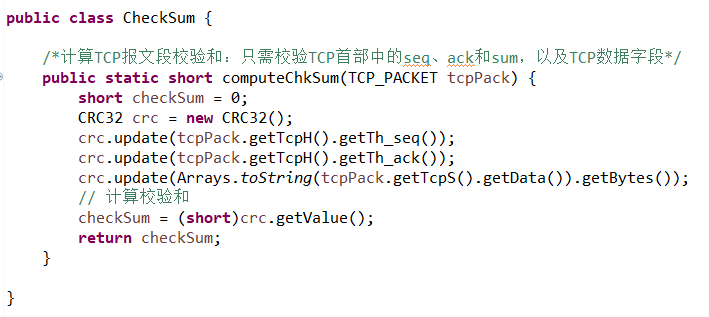 public class CheckSum {
/*计算TCP报文段校验和：只需校验TCP首部中的seq、ack和sum，以及TCP数据字段*/
public static short computeChkSum(TCP_PACKET tcpPack) {
short checkSum = 0;
CRC32 crc = new CRC32();
crc.update(tcpPack.getTcpH().getTh_seq());
crc.update(tcpPack.getTcpH().getTh_ack());
crc.update(Arrays.toString(tcpPack.getTcpS().getData()).getBytes());
// 计算校验和
checkSum = (short)crc.getValue();
return checkSum;
}
}